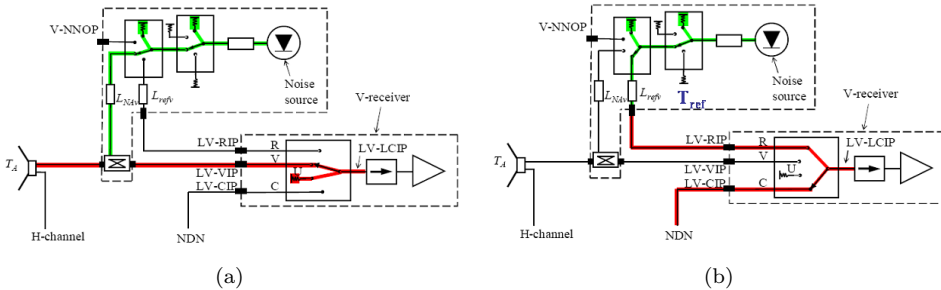 V-NNOP
Noise
source
L_NAv
L_refv
V-receiver
LV-RIP
R
LV-LCIP
T_A
V
LV-VIP
U
LV-CIP
C
H-channel
NDN
(a)
V-NNOP
Noise
source
L_NAv
L_refv
T_ref
V-receiver
LV-RIP
R
LV-LCIP
T_A
V
LV-VIP
U
LV-CIP
C
H-channel
NDN
(b)